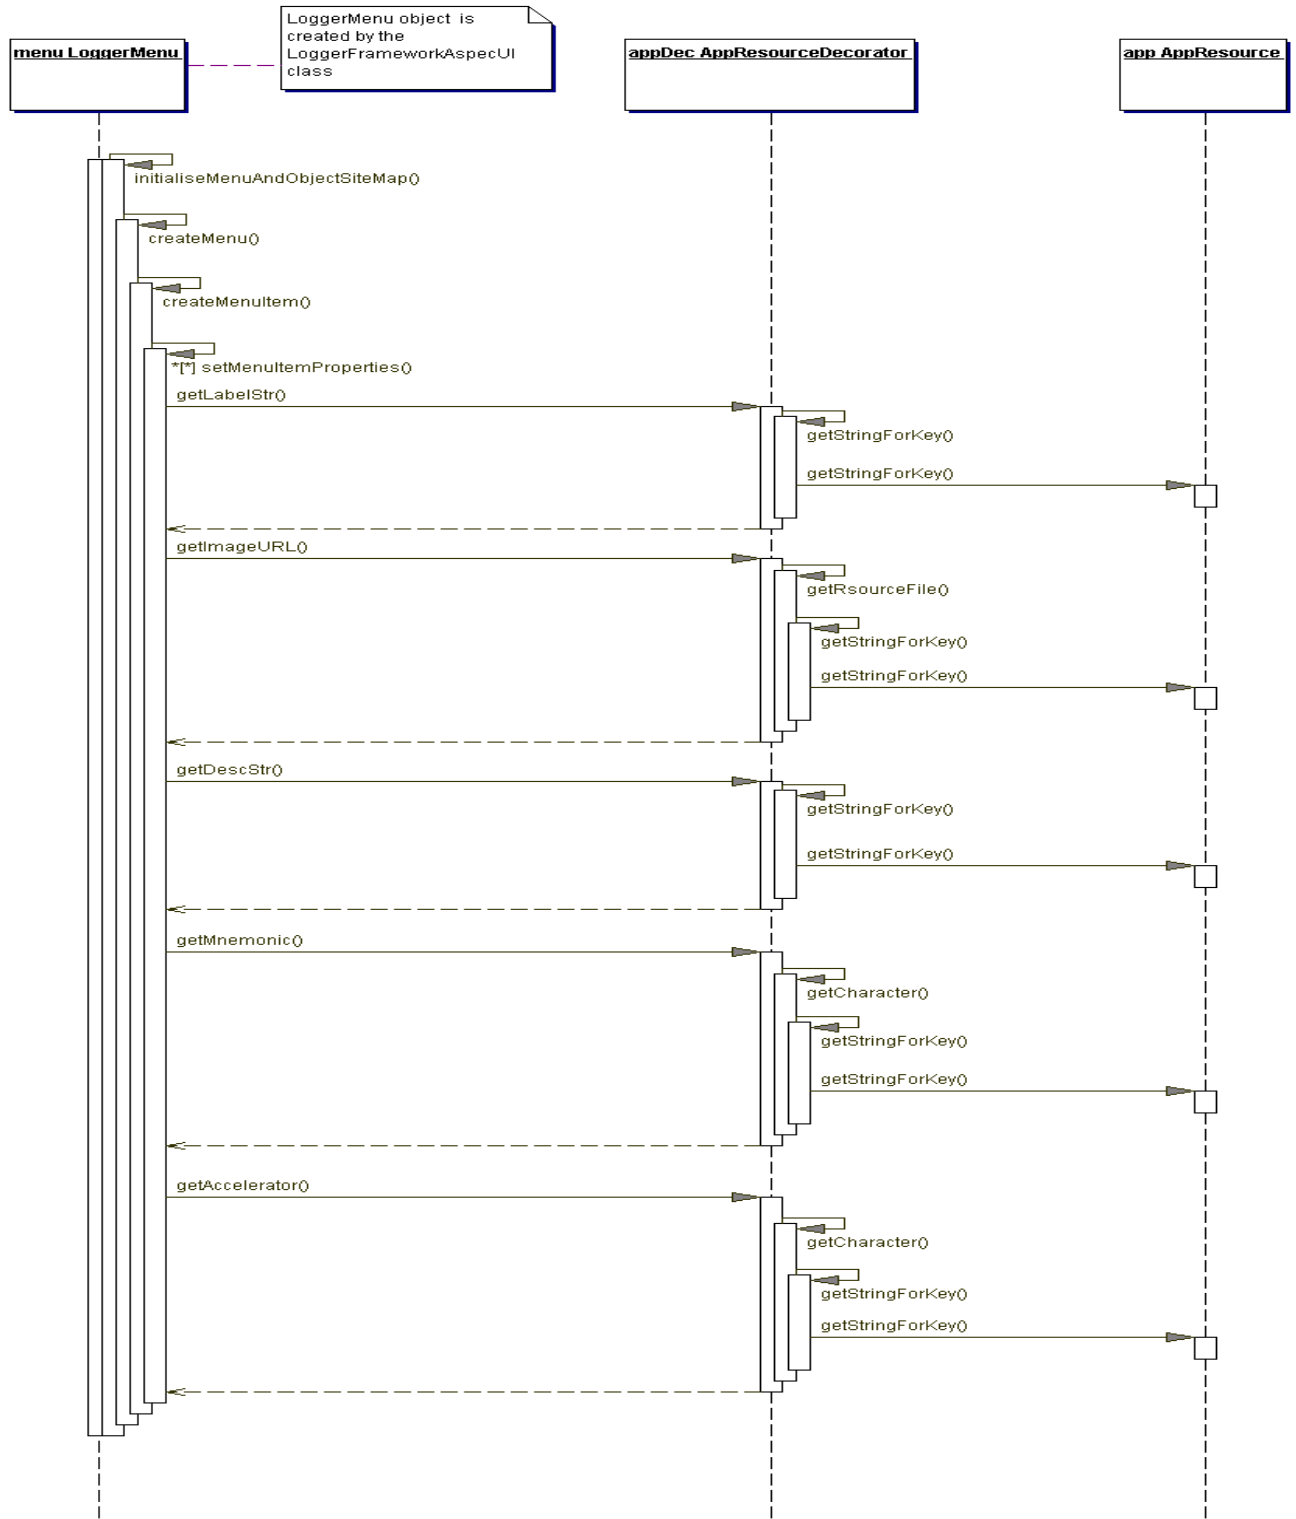 LoggerMenu object is
created by the
LoggerFrameworkAspecUI
class
menu LoggerMenu
appDec AppResourceDecorator
app AppResource
initialiseMenuAndObjectSiteMap()
createMenu()
createMenuItem()
*[*] setMenuItemProperties()
getLabelStr()
getStringForKey()
getStringForKey()
getImageURL()
getRsourceFile()
getStringForKey()
getStringForKey()
getDescStr()
getStringForKey()
getStringForKey()
getMnemonic()
getCharacter()
getStringForKey()
getStringForKey()
getAccelerator()
getCharacter()
getStringForKey()
getStringForKey()